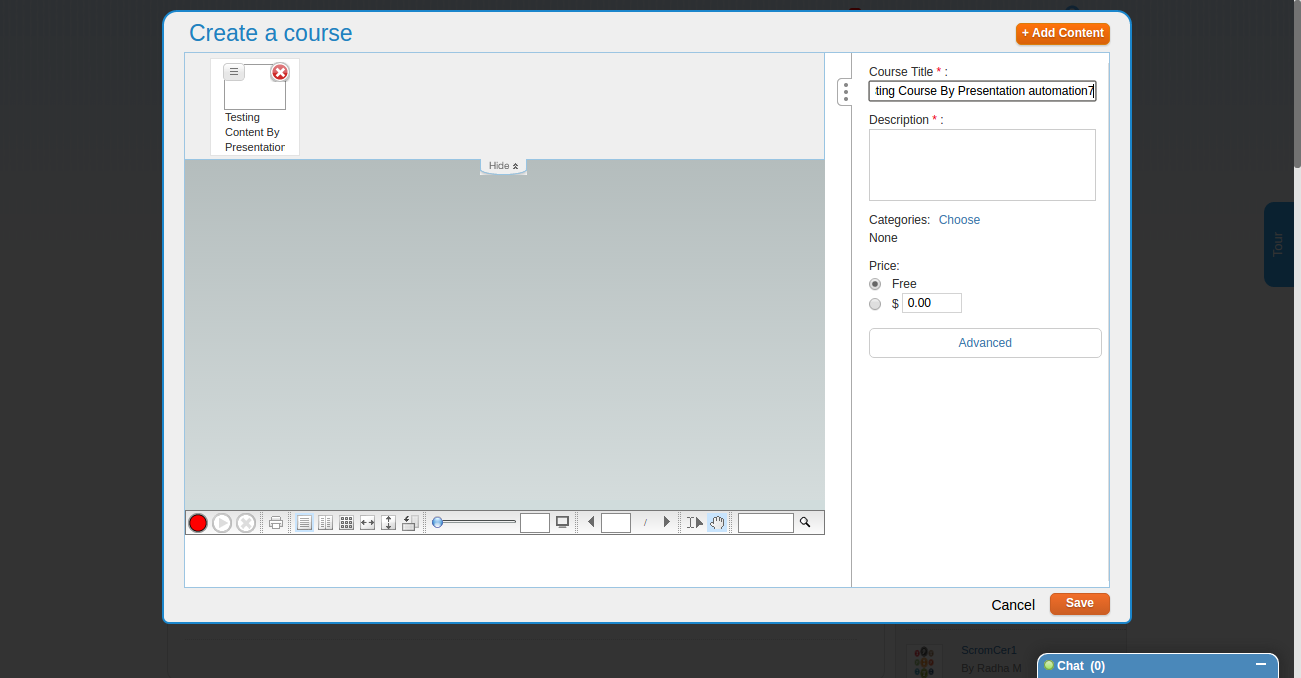 Create a course
+ Add Content
Testing
Content By
Presentation
Hide
Course Title * :
ting Course By Presentation automation7
Description * :
Categories: Choose
None
Price:
Free
$ 0.00
Advanced
/
Cancel
Save
Tour
ScromCer1
By Radha M
Chat (0)